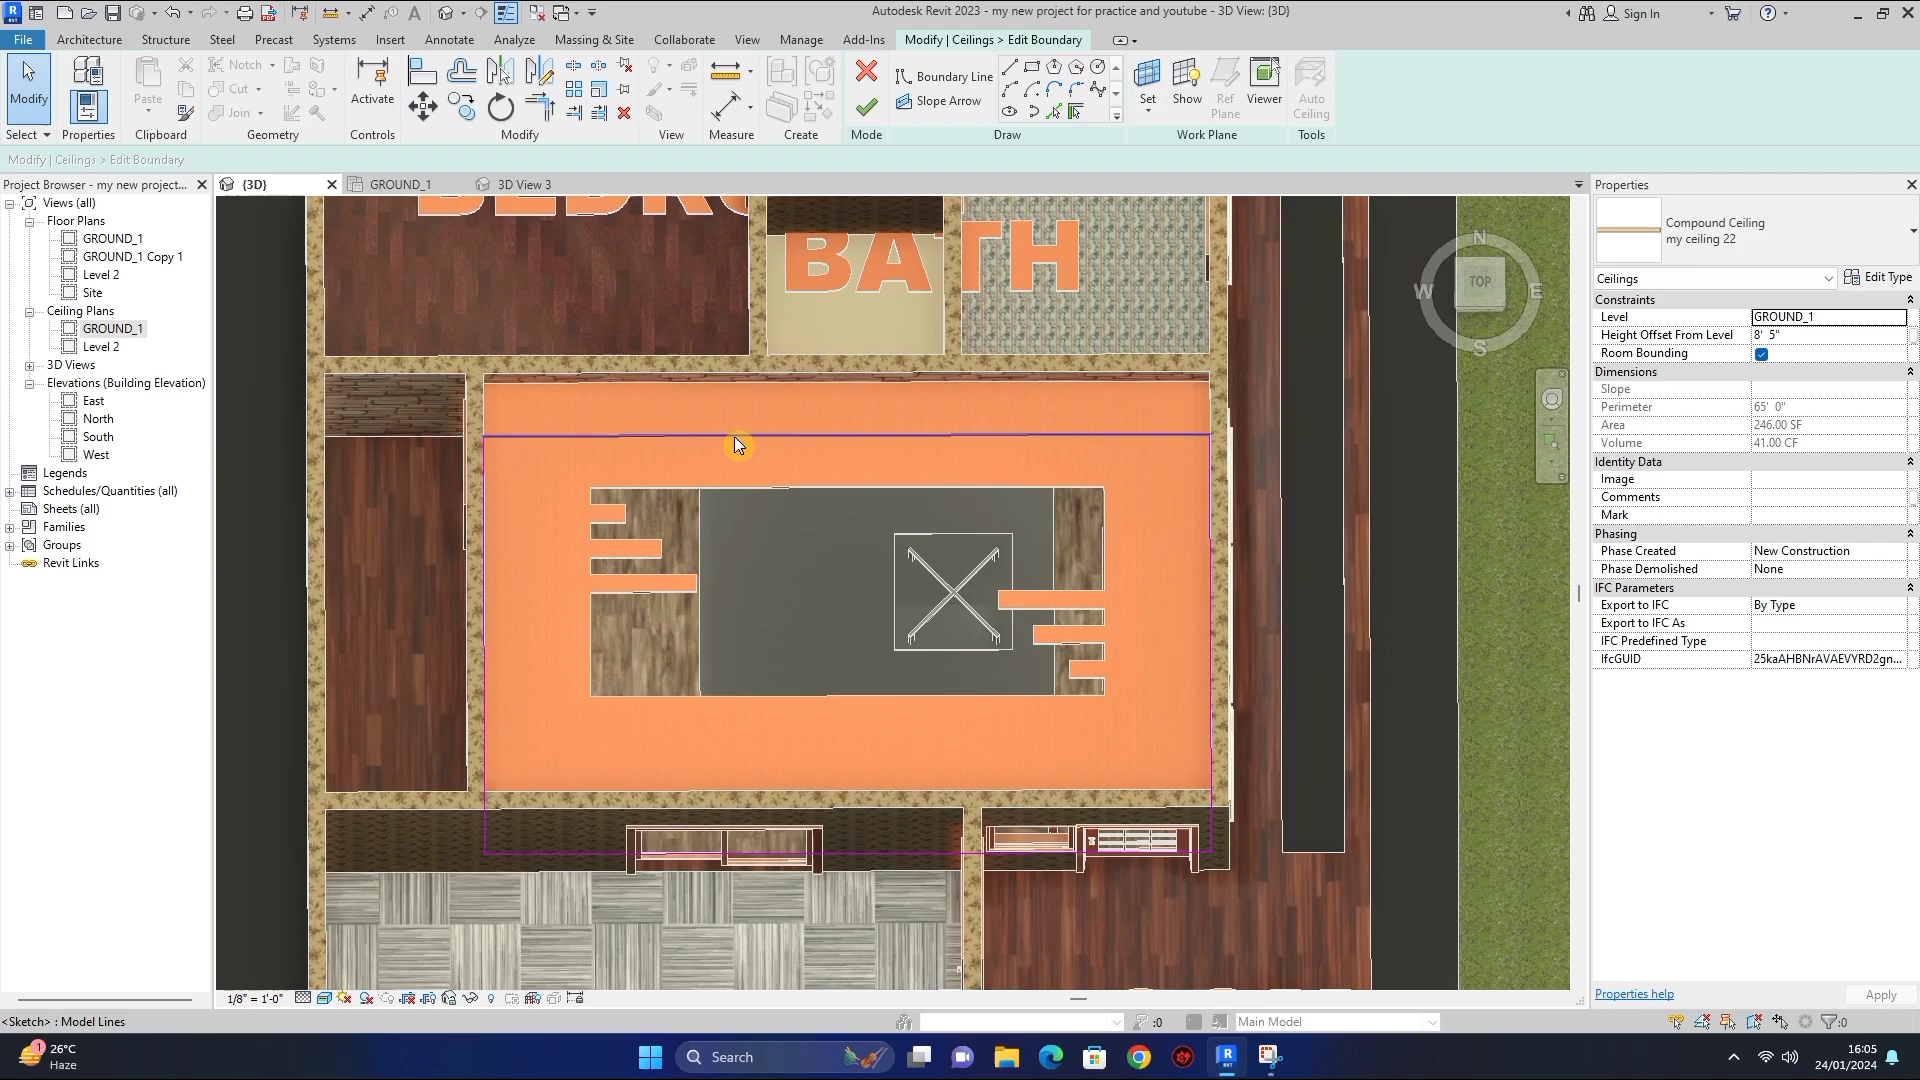 Autodesk Revit 2023 - my new project for practice and youtube - 3D View: {3D}
Sign In
File Architecture Structure Steel Precast Systems Insert Annotate Analyze Massing & Site Collaborate View Manage Add-Ins Modify | Ceilings > Edit Boundary
Modify
Paste
Notch
Cut
Join
Activate
Boundary Line
Slope Arrow
Set
Show
Ref Plane
Viewer
Auto Ceiling
Select Properties Clipboard Geometry Controls Modify View Measure Create Mode Draw Work Plane Tools
Modify | Ceilings > Edit Boundary
Project Browser - my new project...
{3D}
GROUND_1
3D View 3
Views (all)
Floor Plans
GROUND_1
GROUND_1 Copy 1
Level 2
Site
Ceiling Plans
GROUND_1
Level 2
3D Views
Elevations (Building Elevation)
East
North
South
West
Legends
Schedules/Quantities (all)
Sheets (all)
Families
Groups
Revit Links
BATH
N
W TOP E
S
Properties
Compound Ceiling
my ceiling 22
Ceilings Edit Type
Constraints
Level GROUND_1
Height Offset From Level 8' 5"
Room Bounding
Dimensions
Slope
Perimeter 65' 0"
Area 246.00 SF
Volume 41.00 CF
Identity Data
Image
Comments
Mark
Phasing
Phase Created New Construction
Phase Demolished None
IFC Parameters
Export to IFC By Type
Export to IFC As
IFC Predefined Type
IfcGUID 25kaAHBNrAVAEVYRD2gn...
Properties help Apply
1/8" = 1'-0"
<Sketch> : Model Lines
:0
Main Model
:0
1
26°C
Haze
Search
16:05
24/01/2024